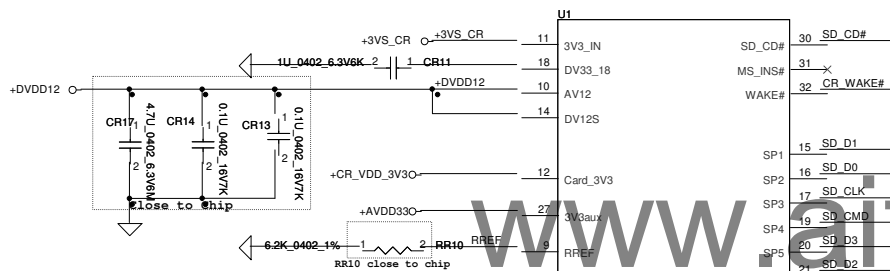 U1
+3VS_CR +3VS_CR 11 3V3_IN SD_CD# 30 SD_CD#
1U_0402_6.3V6K 2 1 CR11 18 DV33_18 MS_INS# 31
+DVDD12 +DVDD12 10 AV12 WAKE# 32 CR_WAKE#
14 DV12S
CR17 1 2 4.7U_0402_6.3V6M
CR14 1 2 0.1U_0402_16V7K
CR13 1 2 0.1U_0402_16V7K
Close to chip
SP1 15 SD_D1
+CR_VDD_3V3 12 Card_3V3 SP2 16 SD_D0
SP3 17 SD_CLK
+AVDD33 27 3V3aux SP4 19 SD_CMD
6.2K_0402_1% 1 2 RR10 RREF 9 RREF SP5 20 SD_D3
RR10 close to chip
21 SD_D2